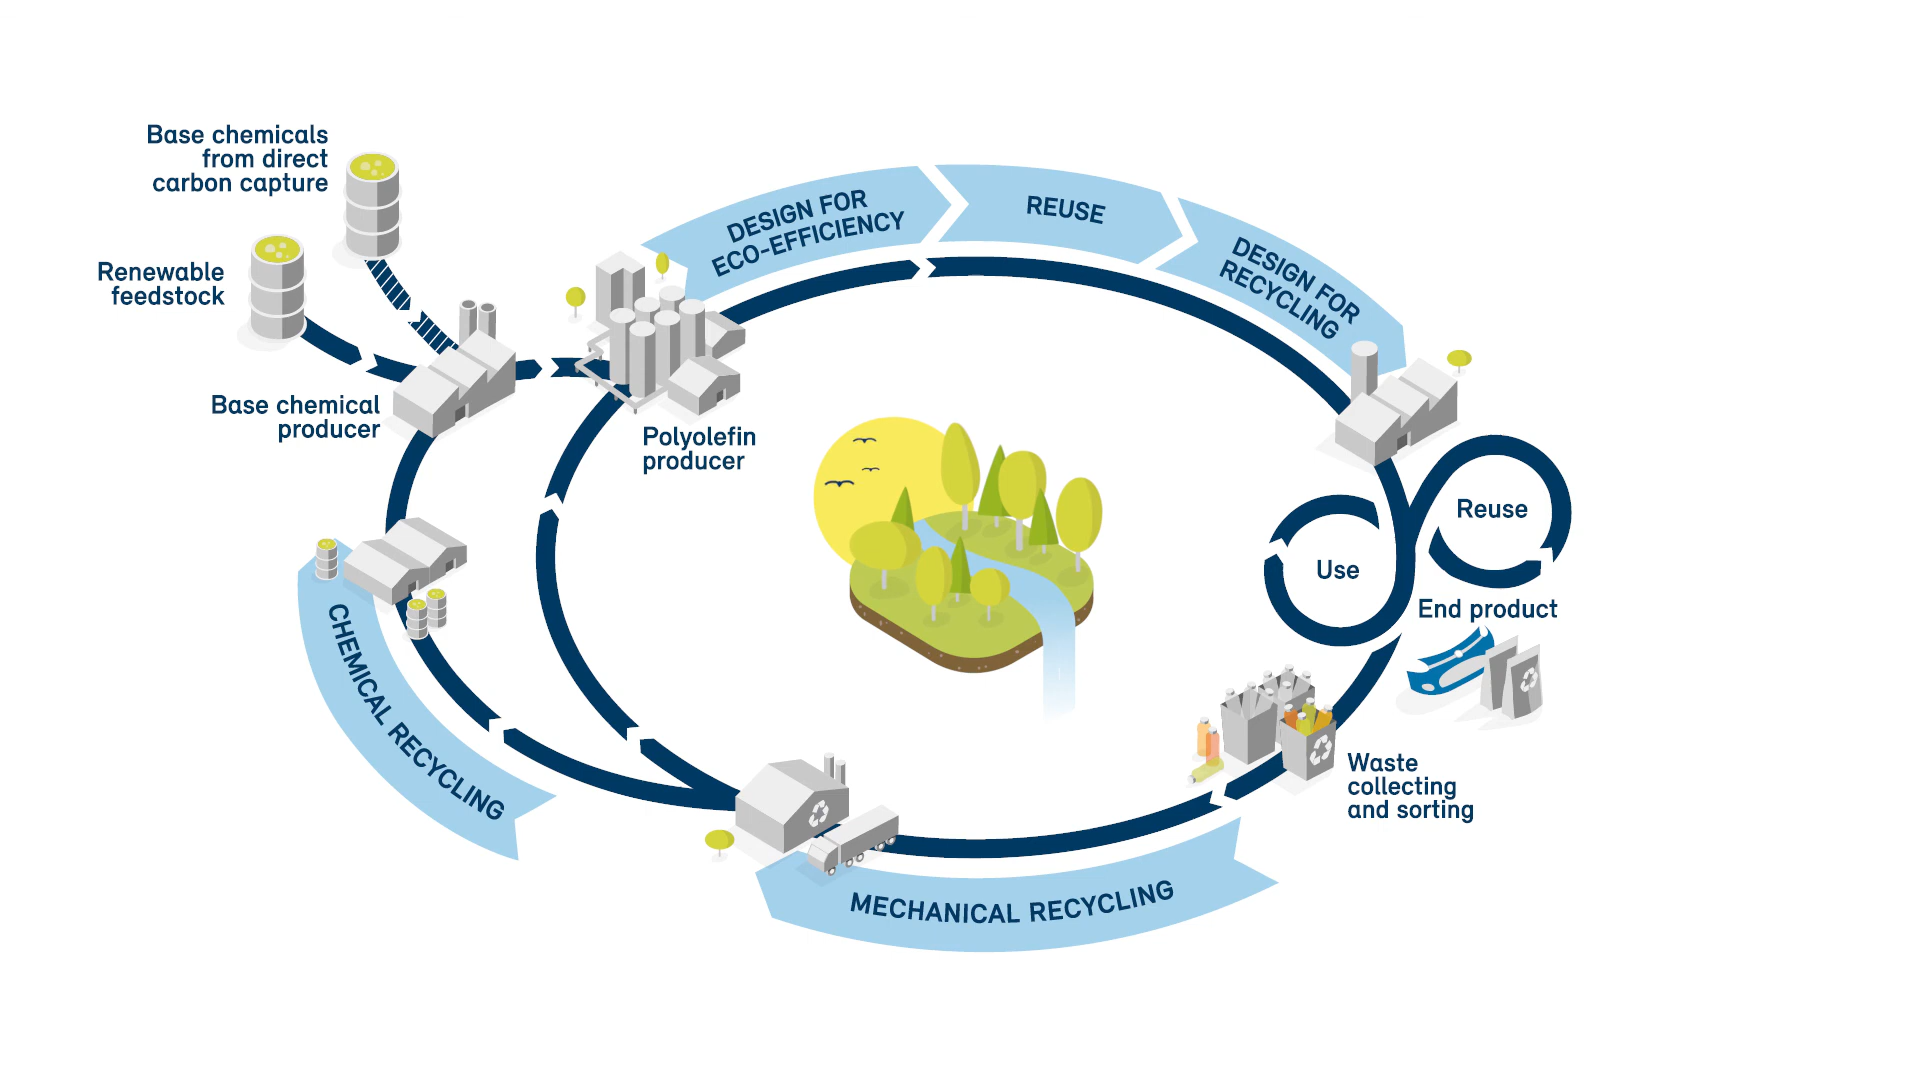 Base chemicals
from direct
carbon capture
Renewable
feedstock
Base chemical
producer
Polyolefin
producer
DESIGN FOR
ECO-EFFICIENCY
REUSE
DESIGN FOR
RECYCLING
Use
Reuse
End product
Waste
collecting
and sorting
MECHANICAL RECYCLING
CHEMICAL RECYCLING